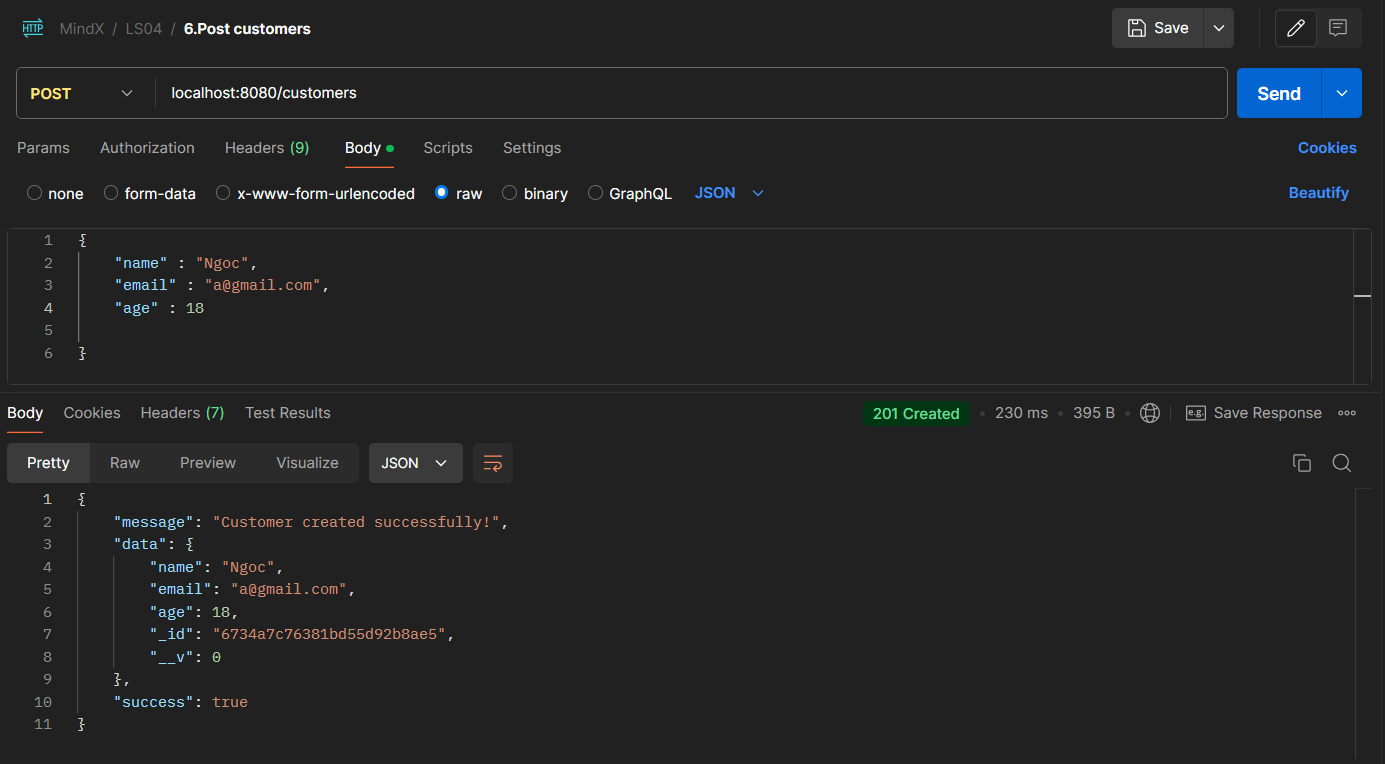 HTTP MindX / LS04 / 6.Post customers Save
POST localhost:8080/customers Send
Params Authorization Headers (9) Body Scripts Settings Cookies
none form-data x-www-form-urlencoded raw binary GraphQL JSON Beautify
1 {
2 "name" : "Ngoc",
3 "email" : "a@gmail.com",
4 "age" : 18
5
6 }
Body Cookies Headers (7) Test Results 201 Created 230 ms 395 B e.g. Save Response
Pretty Raw Preview Visualize JSON
1 {
2 "message": "Customer created successfully!",
3 "data": {
4 "name": "Ngoc",
5 "email": "a@gmail.com",
6 "age": 18,
7 "_id": "6734a7c76381bd55d92b8ae5",
8 "__v": 0
9 },
10 "success": true
11 }